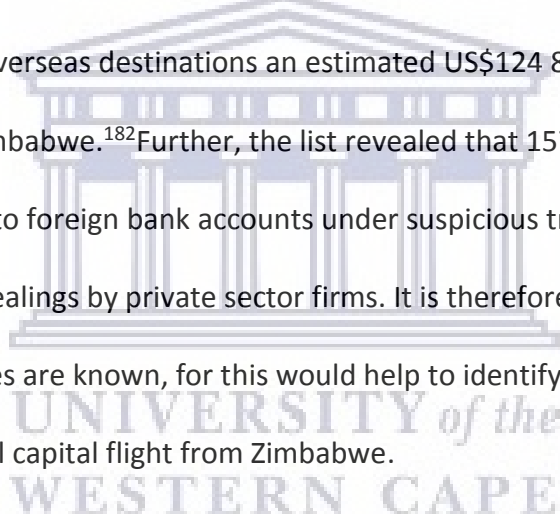 verseas destinations an estimated US$124 8
nbabwe.¹⁸²Further, the list revealed that 15
to foreign bank accounts under suspicious t
ealings by private sector firms. It is therefore
es are known, for this would help to identify
UNIVERSITY of the
l capital flight from Zimbabwe.
WESTERN CAPE